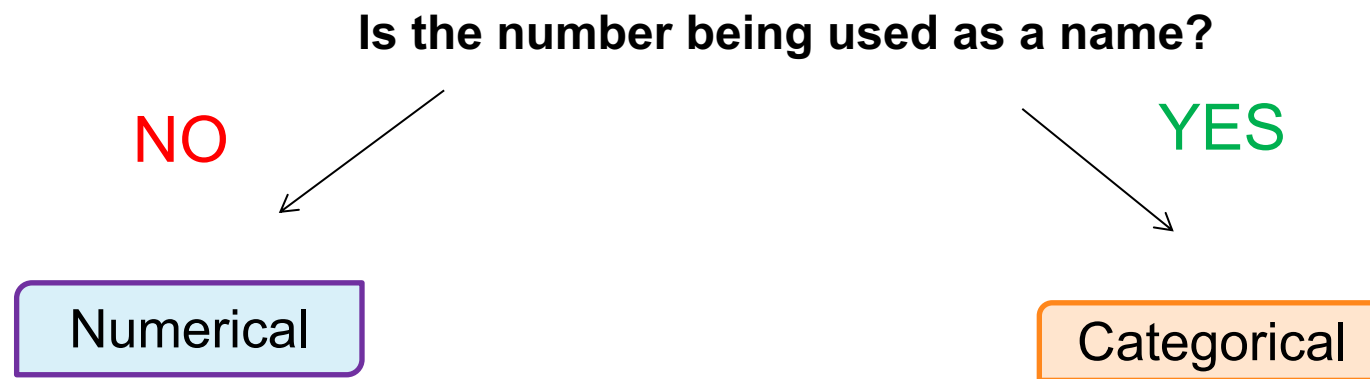 Is the number being used as a name?
NO
YES
Numerical
Categorical